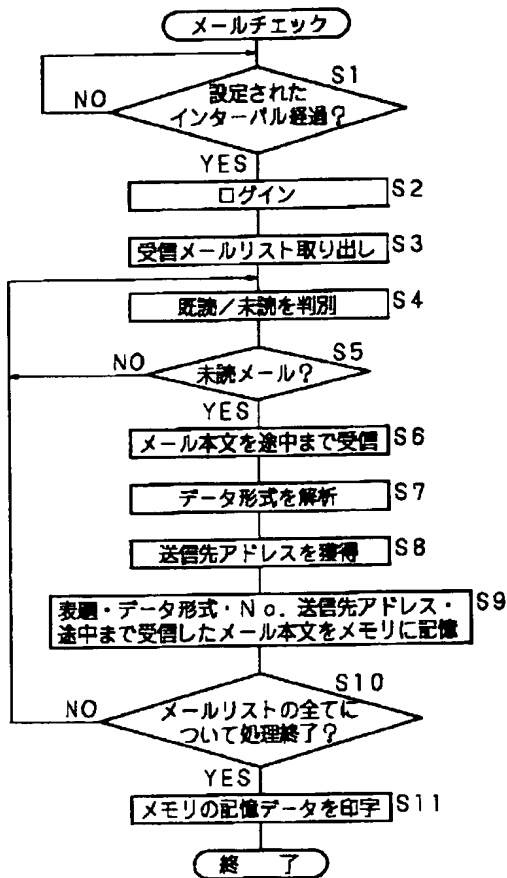 メールチェック
S1
設定された
NO
インターバル経過?
YES
ログイン
S2
受信メールリスト取り出し
S3
既読/未読を判別
S4
S5
NO
未読メール?
YES
メール本文を途中まで受信
S6
データ形式を解析
S7
送信先アドレスを獲得
S8
表題・データ形式・No.送信先アドレス・
S9
途中まで受信したメール本文をメモリに記憶
S10
NO
メールリストの全てに
ついて処理終了?
YES
メモリの記憶データを印字
S11
終 了